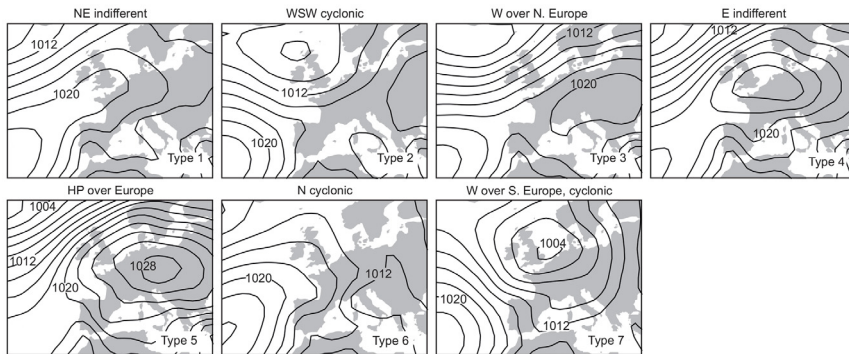 NE indifferent
WSW cyclonic
W over N. Europe
E indifferent
1012
1020
Type 1
1012
1020
Type 2
1012
1020
Type 3
1012
1020
1020
Type 4
HP over Europe
N cyclonic
W over S. Europe, cyclonic
1004
1012
1020
1028
Type 5
1020
1012
Type 6
1004
1020
1012
Type 7